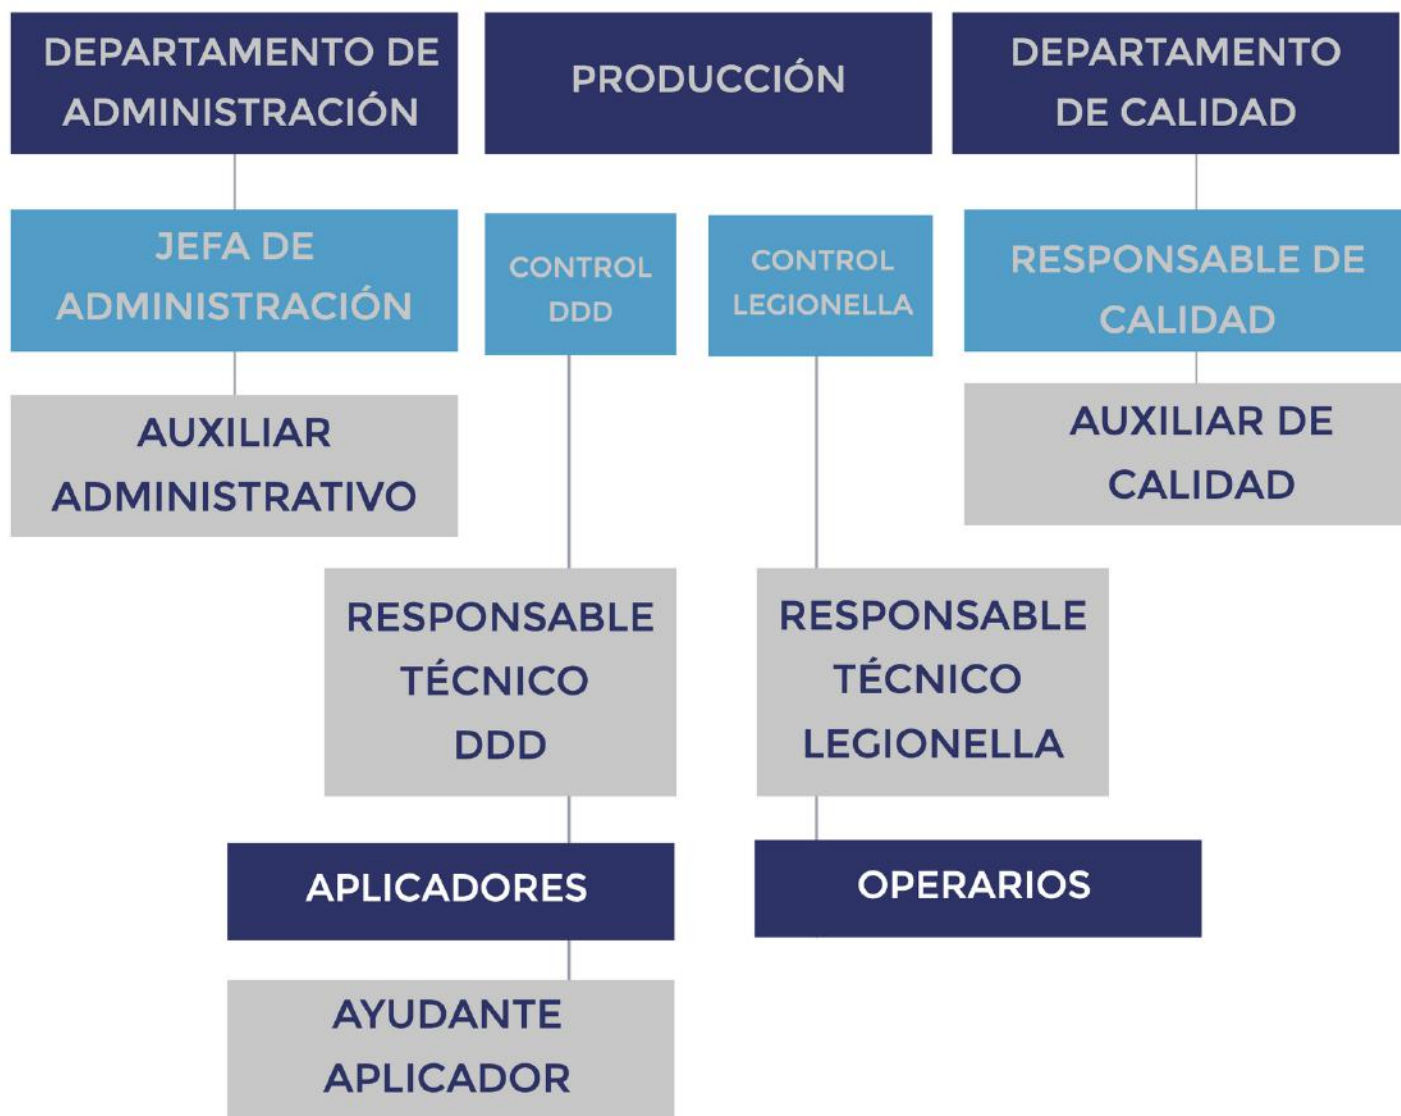 DEPARTAMENTO DE
ADMINISTRACIÓN
PRODUCCIÓN
DEPARTAMENTO
DE CALIDAD
JEFA DE
ADMINISTRACIÓN
CONTROL
DDD
CONTROL
LEGIONELLA
RESPONSABLE DE
CALIDAD
AUXILIAR
ADMINISTRATIVO
AUXILIAR DE
CALIDAD
RESPONSABLE
TÉCNICO
DDD
RESPONSABLE
TÉCNICO
LEGIONELLA
APLICADORES
OPERARIOS
AYUDANTE
APLICADOR